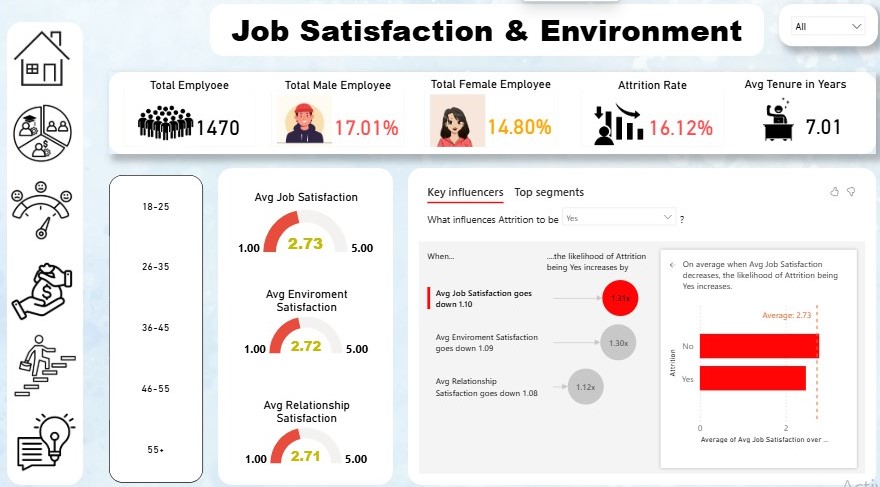 Job Satisfaction & Environment
All
Total Emplyoee
1470
Total Male Employee
17.01%
Total Female Employee
14.80%
Attrition Rate
16.12%
Avg Tenure in Years
7.01
18-25
26-35
36-45
46-55
55+
Avg Job Satisfaction
1.00
2.73
5.00
Avg Enviroment
Satisfaction
1.00
2.72
5.00
Avg Relationship
Satisfaction
1.00
2.71
5.00
Key influencers
Top segments
What influences Attrition to be
Yes
?
When...
....the likelihood of Attrition
being Yes increases by
Avg Job Satisfaction goes
down 1.10
1.31x
Avg Enviroment Satisfaction
goes down 1.09
1.30x
Avg Relationship
Satisfaction goes down 1.08
1.12x
On average when Avg Job Satisfaction
decreases, the likelihood of Attrition being
Yes increases.
Average: 2.73
Attrition
No
Yes
0
2
Average of Avg Job Satisfaction over ...